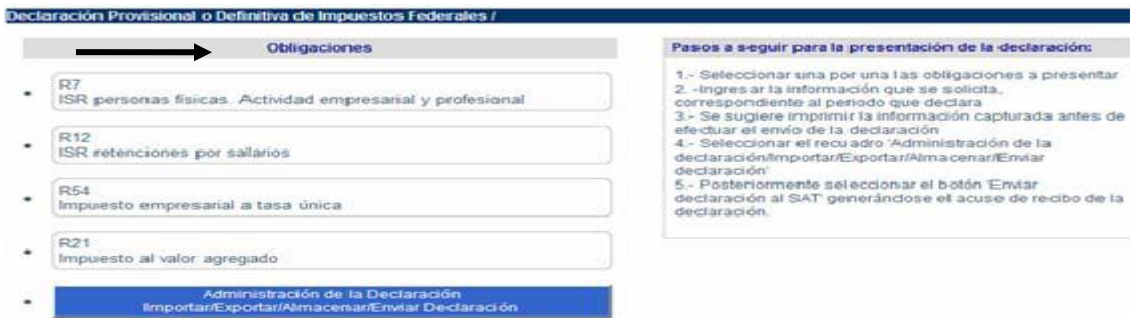 Declaración Provisional o Definitiva de Impuestos Federales /
Obligaciones
R7
ISR personas físicas. Actividad empresarial y profesional
R12
ISR retenciones por salarios
R54
Impuesto empresarial a tasa única
R21
Impuesto al valor agregado
Administración de la Declaración
Importar/Exportar/Almacenar/Enviar Declaración
Pasos a seguir para la presentación de la declaración:
1.- Seleccionar una por una las obligaciones a presentar
2. -Ingresar la información que se solicita,
correspondiente al periodo que declara
3.- Se sugiere imprimir la información capturada antes de
efectuar el envío de la declaración
4.- Seleccionar el recuadro 'Administración de la
declaración/Importar/Exportar/Almacenar/Enviar
declaración'
5.- Posteriormente seleccionar el botón 'Enviar
declaración al SAT' generándose el acuse de recibo de la
declaración.